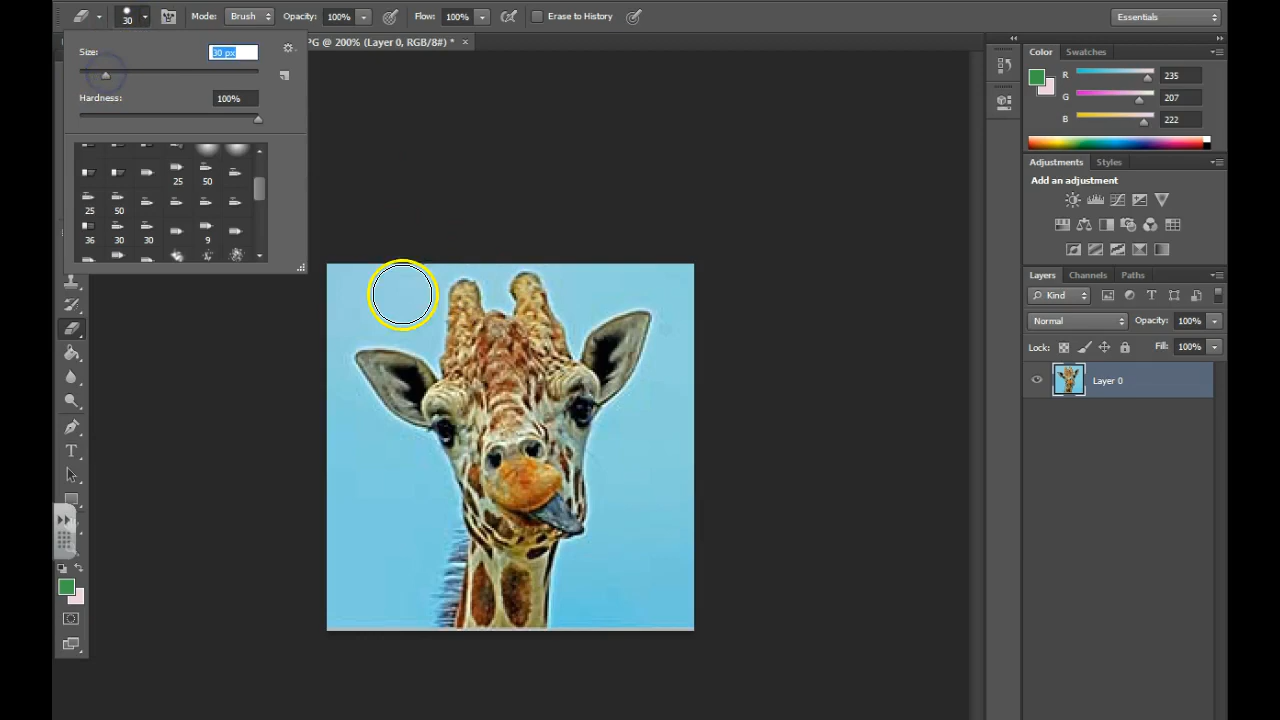 30 Mode: Brush Opacity: 100% Flow: 100% Erase to History Essentials
Size: 30 px
PG @ 200% (Layer 0, RGB/8#) * ×
Hardness: 100%
25 50
25 50
36 30 30 9
Color Swatches
R 235
G 207
B 222
Adjustments Styles
Add an adjustment
Layers Channels Paths
Kind T
Normal Opacity: 100%
Lock: Fill: 100%
Layer 0
T